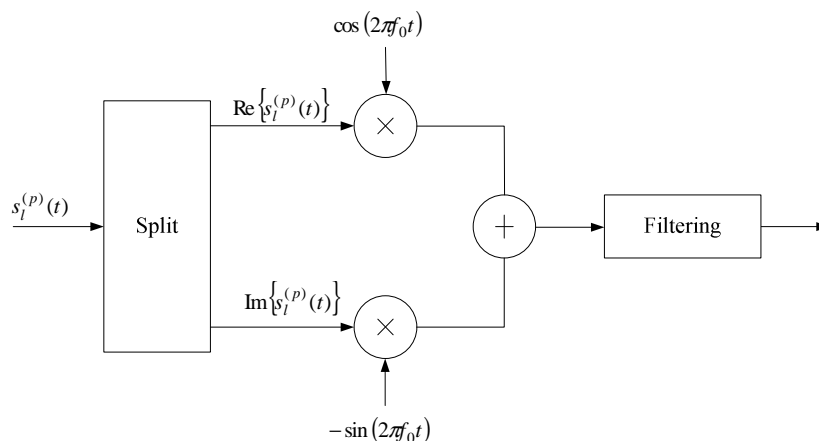 cos (2πf₀t)
Re{s_l^{(p)}(t)}
×
s_l^{(p)}(t)
Split
+
Filtering
Im{s_l^{(p)}(t)}
×
−sin (2πf₀t)